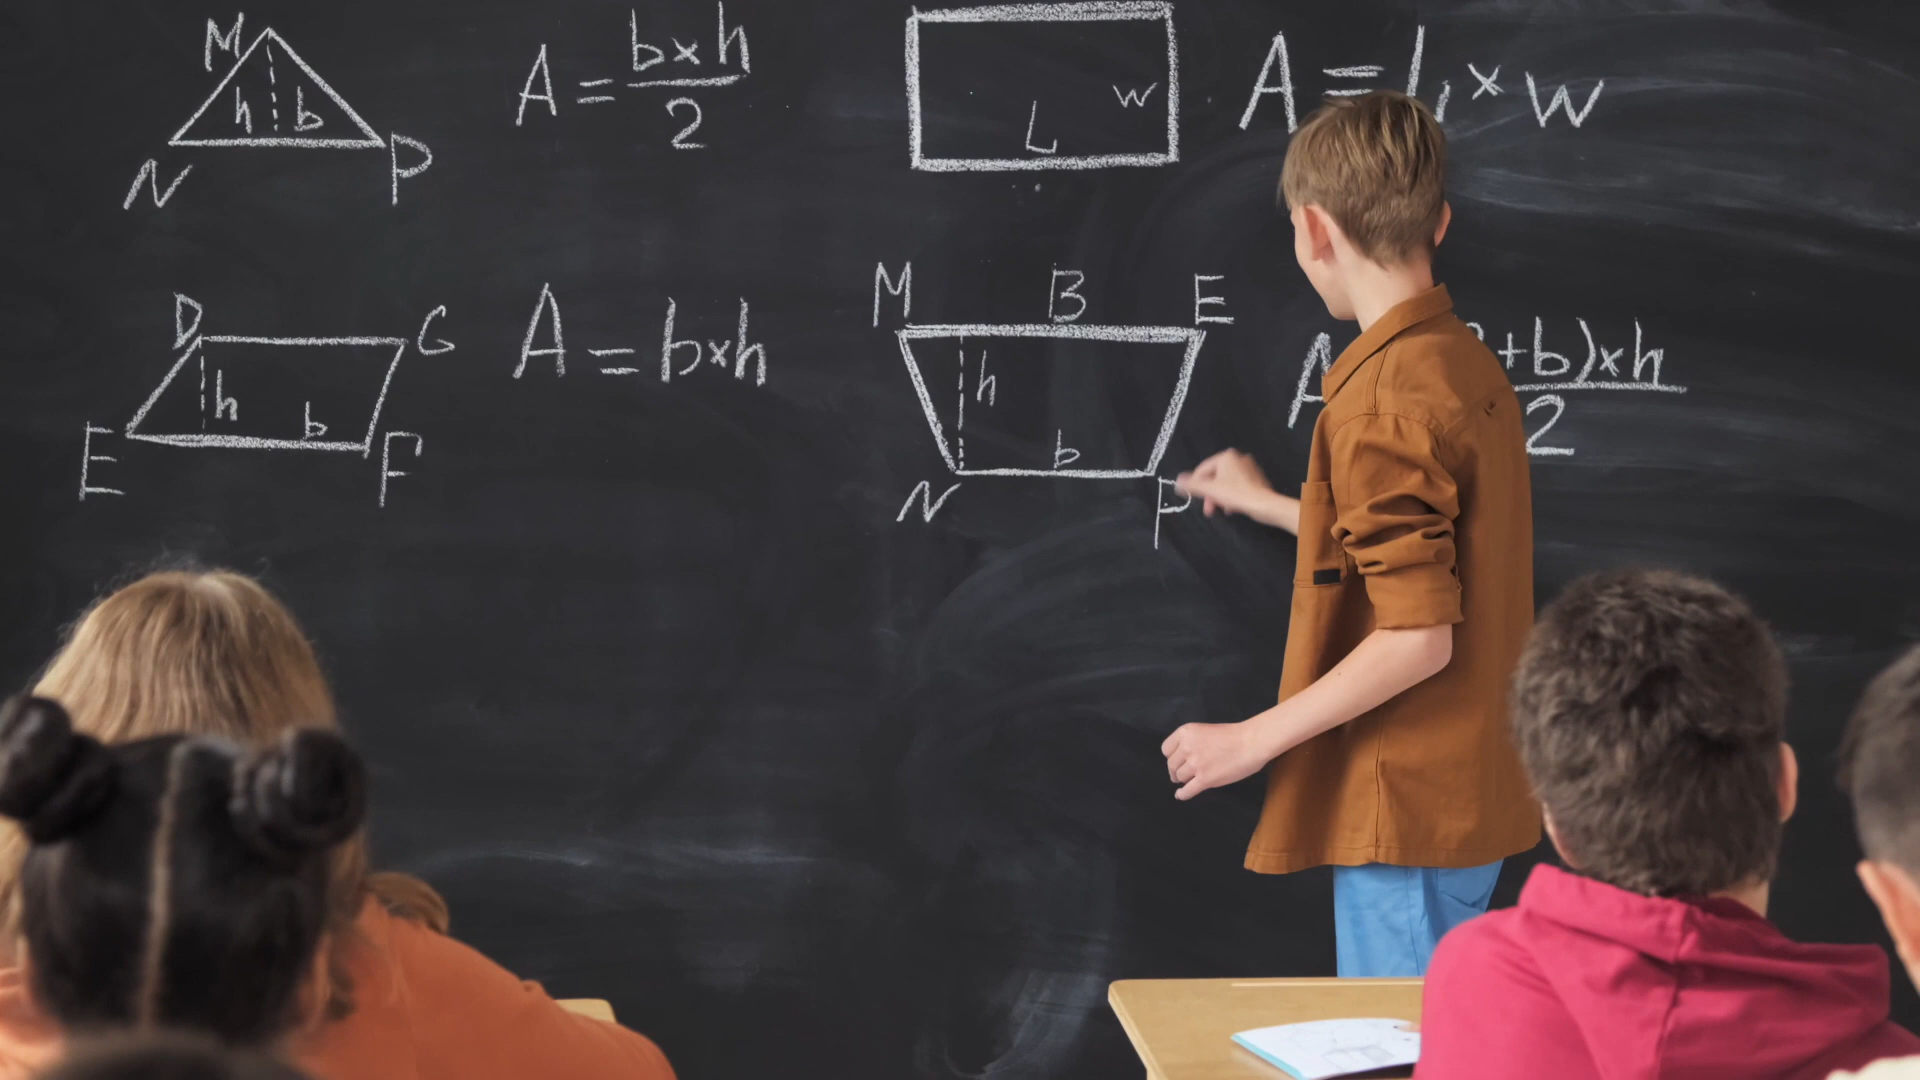 M
h b
N P
A = b×h
2
L w
A = L × w
D G
h b
E F
A = b×h
M B E
h
b
N P
A +b)×h
2